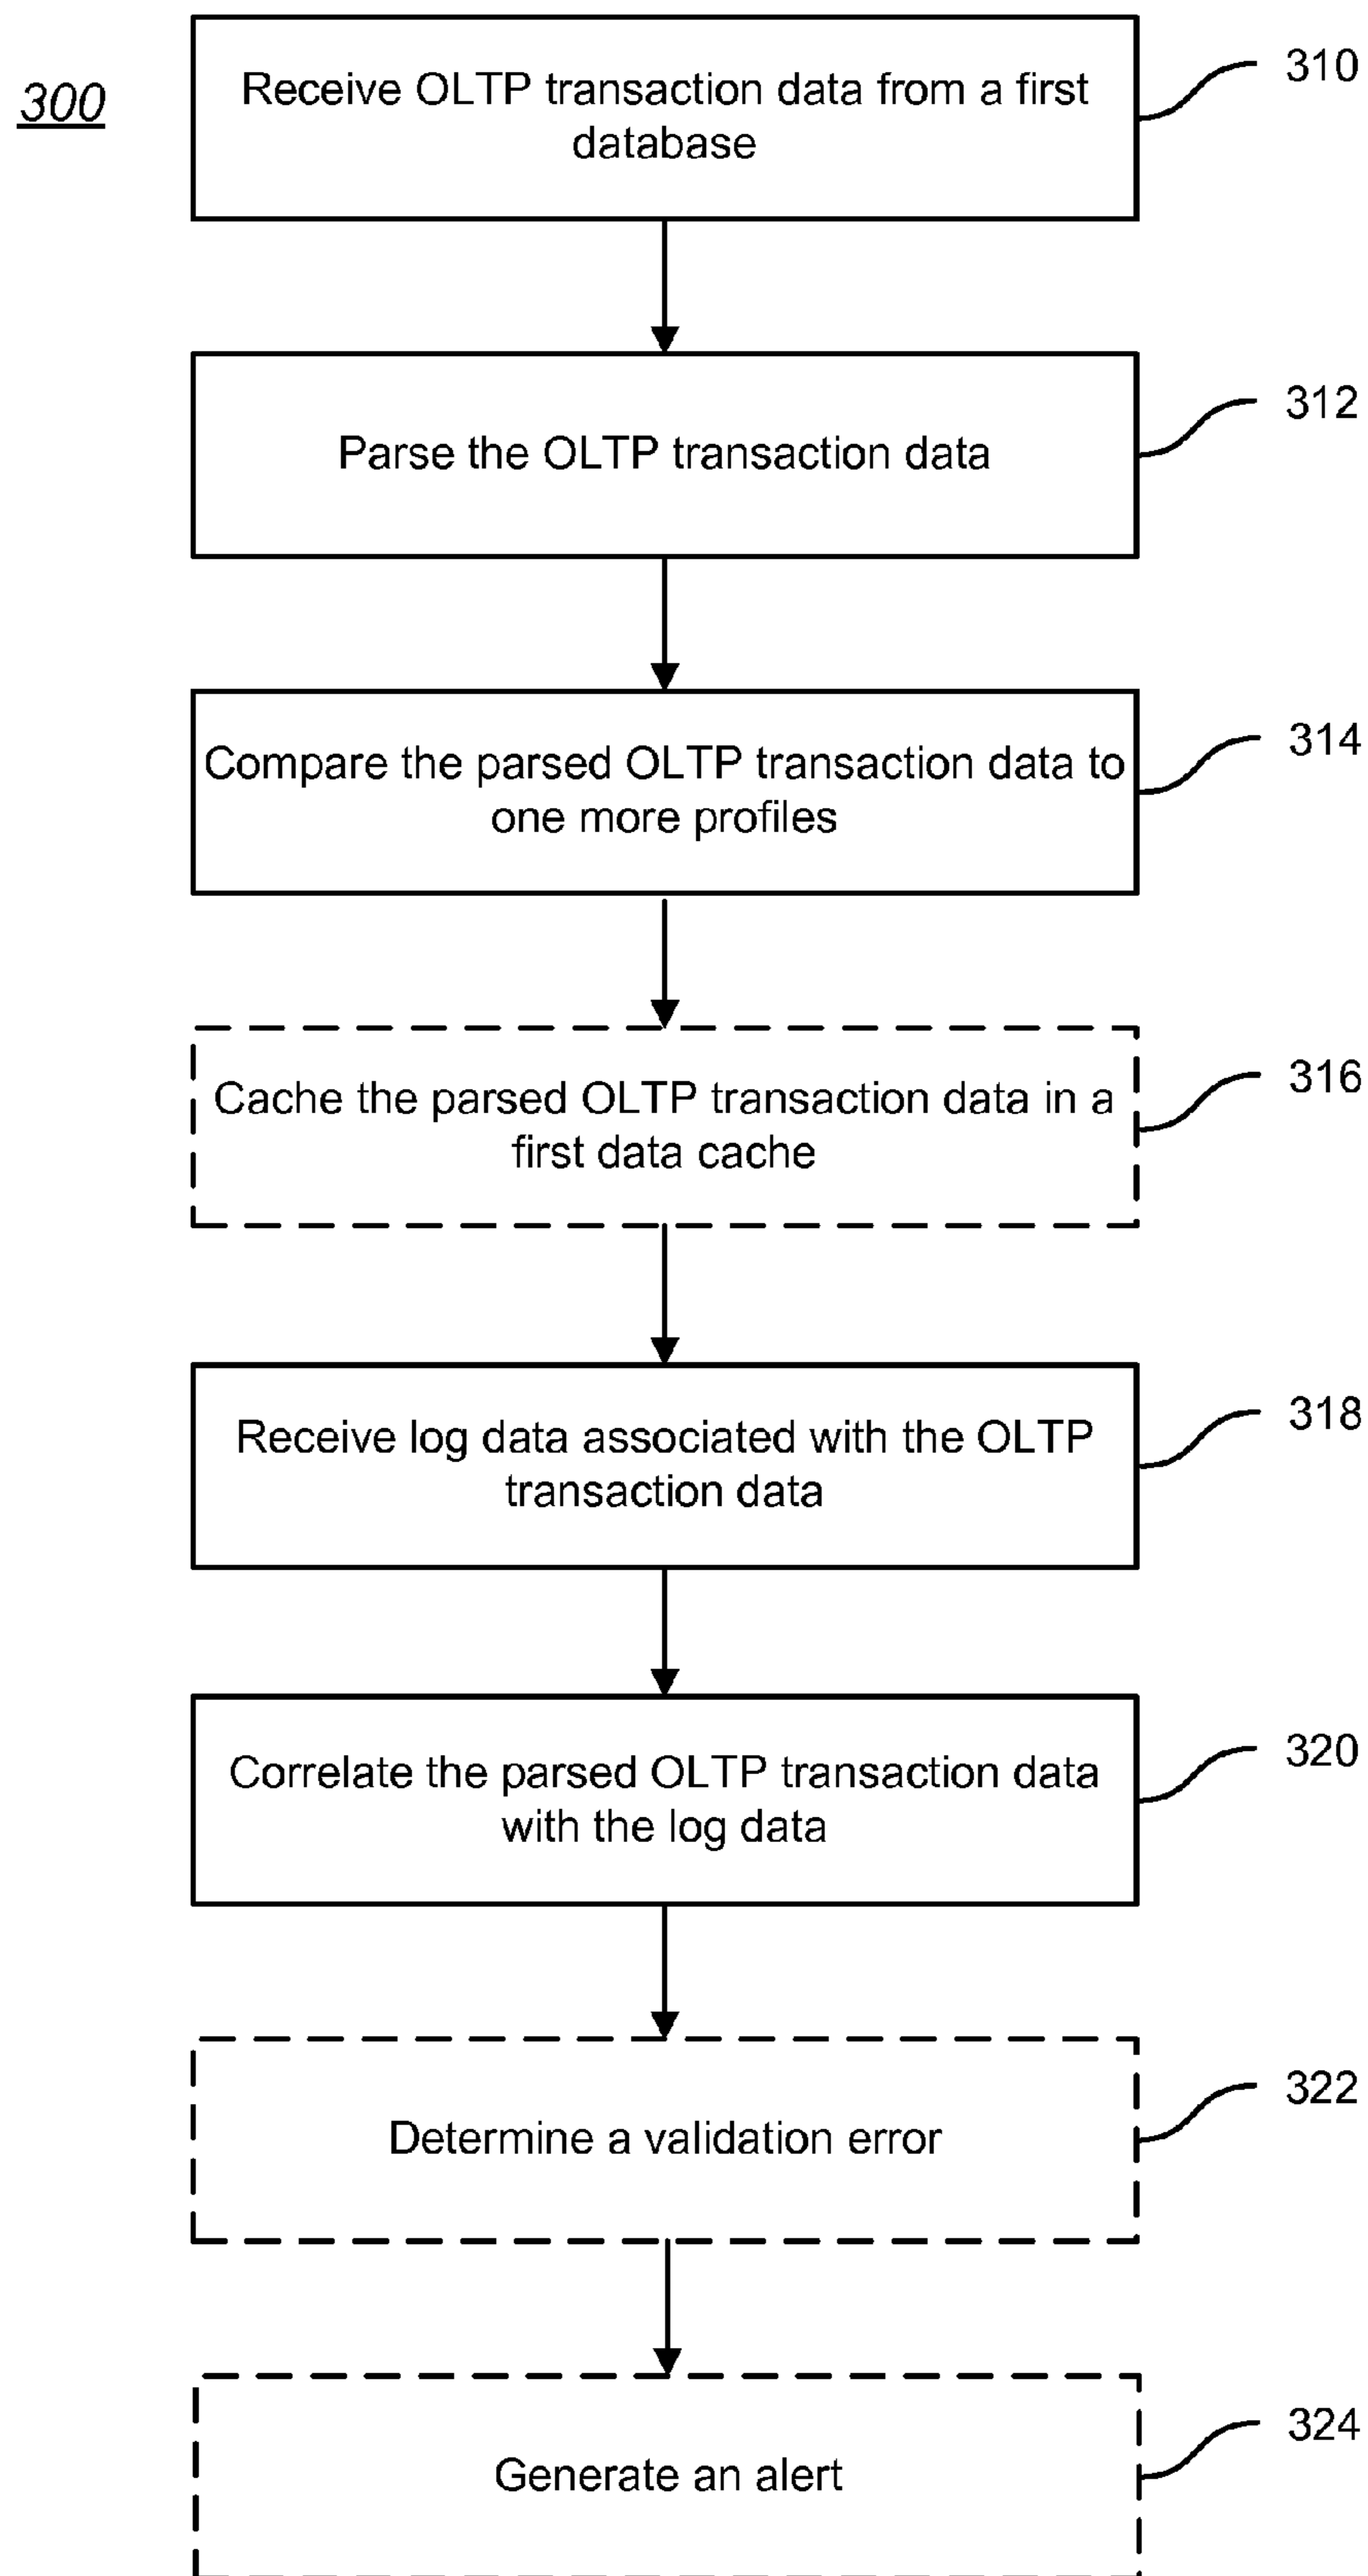 300
Receive OLTP transaction data from a first
database
310
Parse the OLTP transaction data
312
Compare the parsed OLTP transaction data to
one more profiles
314
Cache the parsed OLTP transaction data in a
first data cache
316
Receive log data associated with the OLTP
transaction data
318
Correlate the parsed OLTP transaction data
with the log data
320
Determine a validation error
322
Generate an alert
324